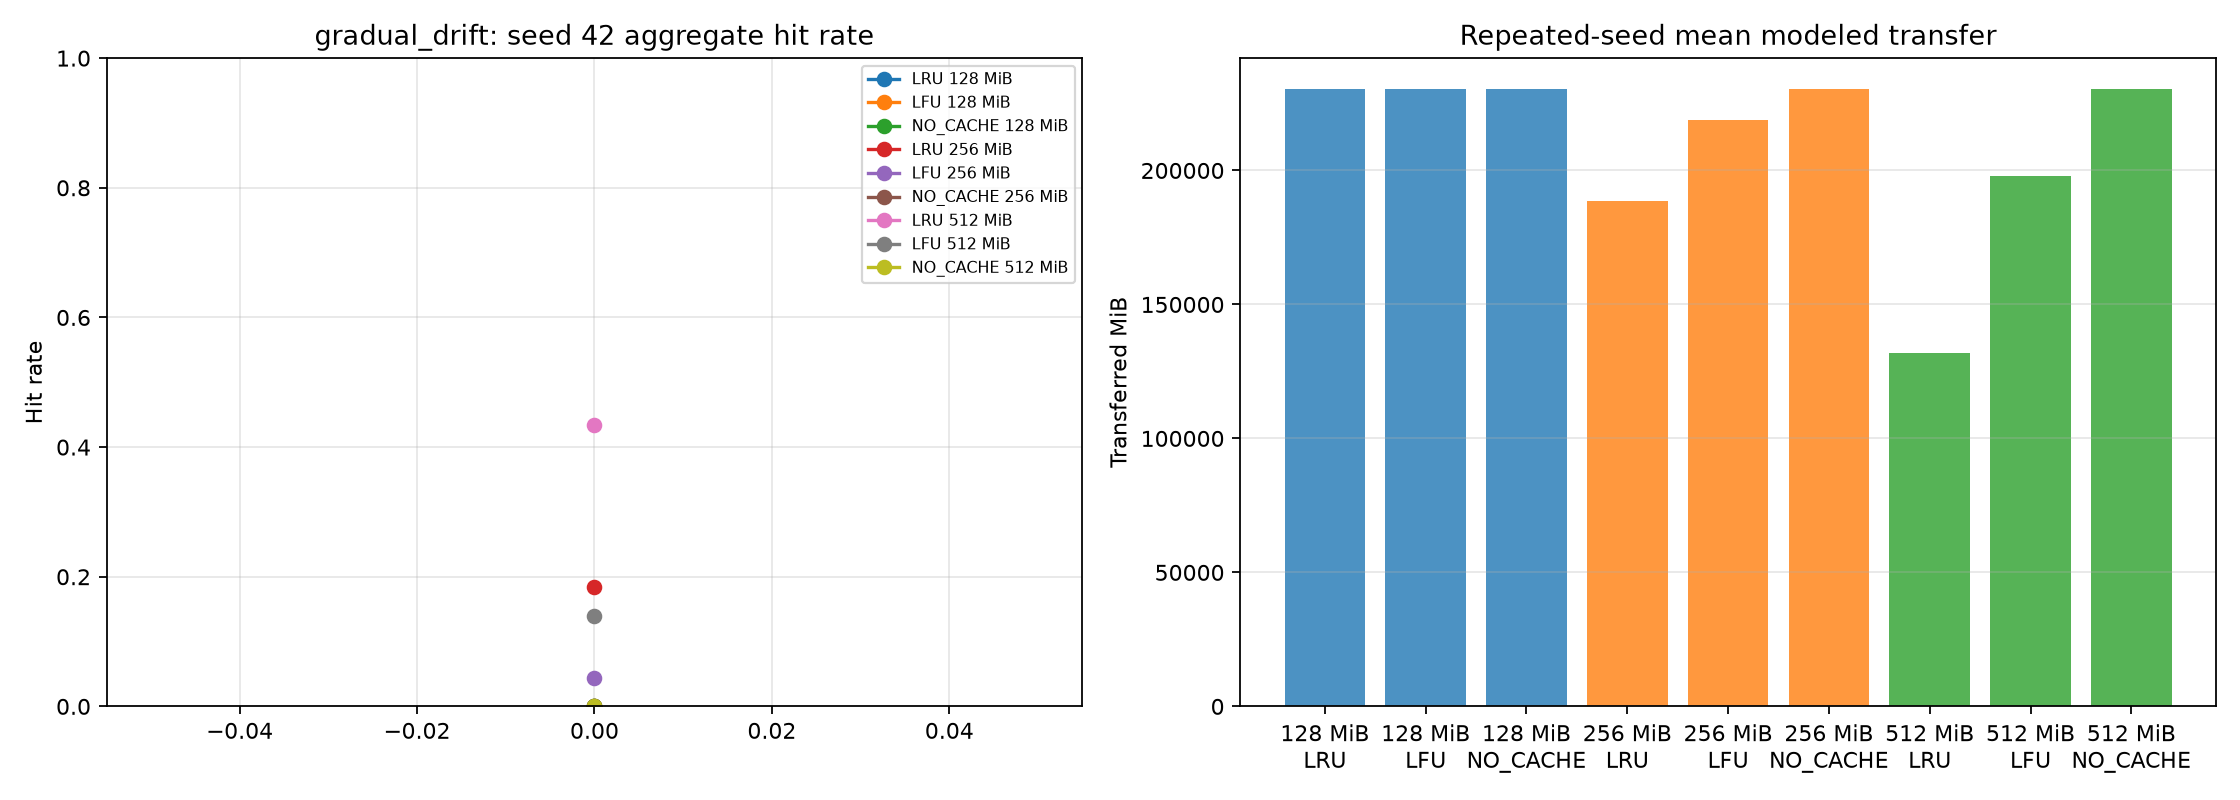 gradual_drift: seed 42 aggregate hit rate
Hit rate
1.0
0.8
0.6
0.4
0.2
0.0
−0.04
−0.02
0.00
0.02
0.04
LRU 128 MiB
LFU 128 MiB
NO_CACHE 128 MiB
LRU 256 MiB
LFU 256 MiB
NO_CACHE 256 MiB
LRU 512 MiB
LFU 512 MiB
NO_CACHE 512 MiB
Repeated-seed mean modeled transfer
Transferred MiB
200000
150000
100000
50000
0
128 MiB
LRU
128 MiB
LFU
128 MiB
NO_CACHE
256 MiB
LRU
256 MiB
LFU
256 MiB
NO_CACHE
512 MiB
LRU
512 MiB
LFU
512 MiB
NO_CACHE